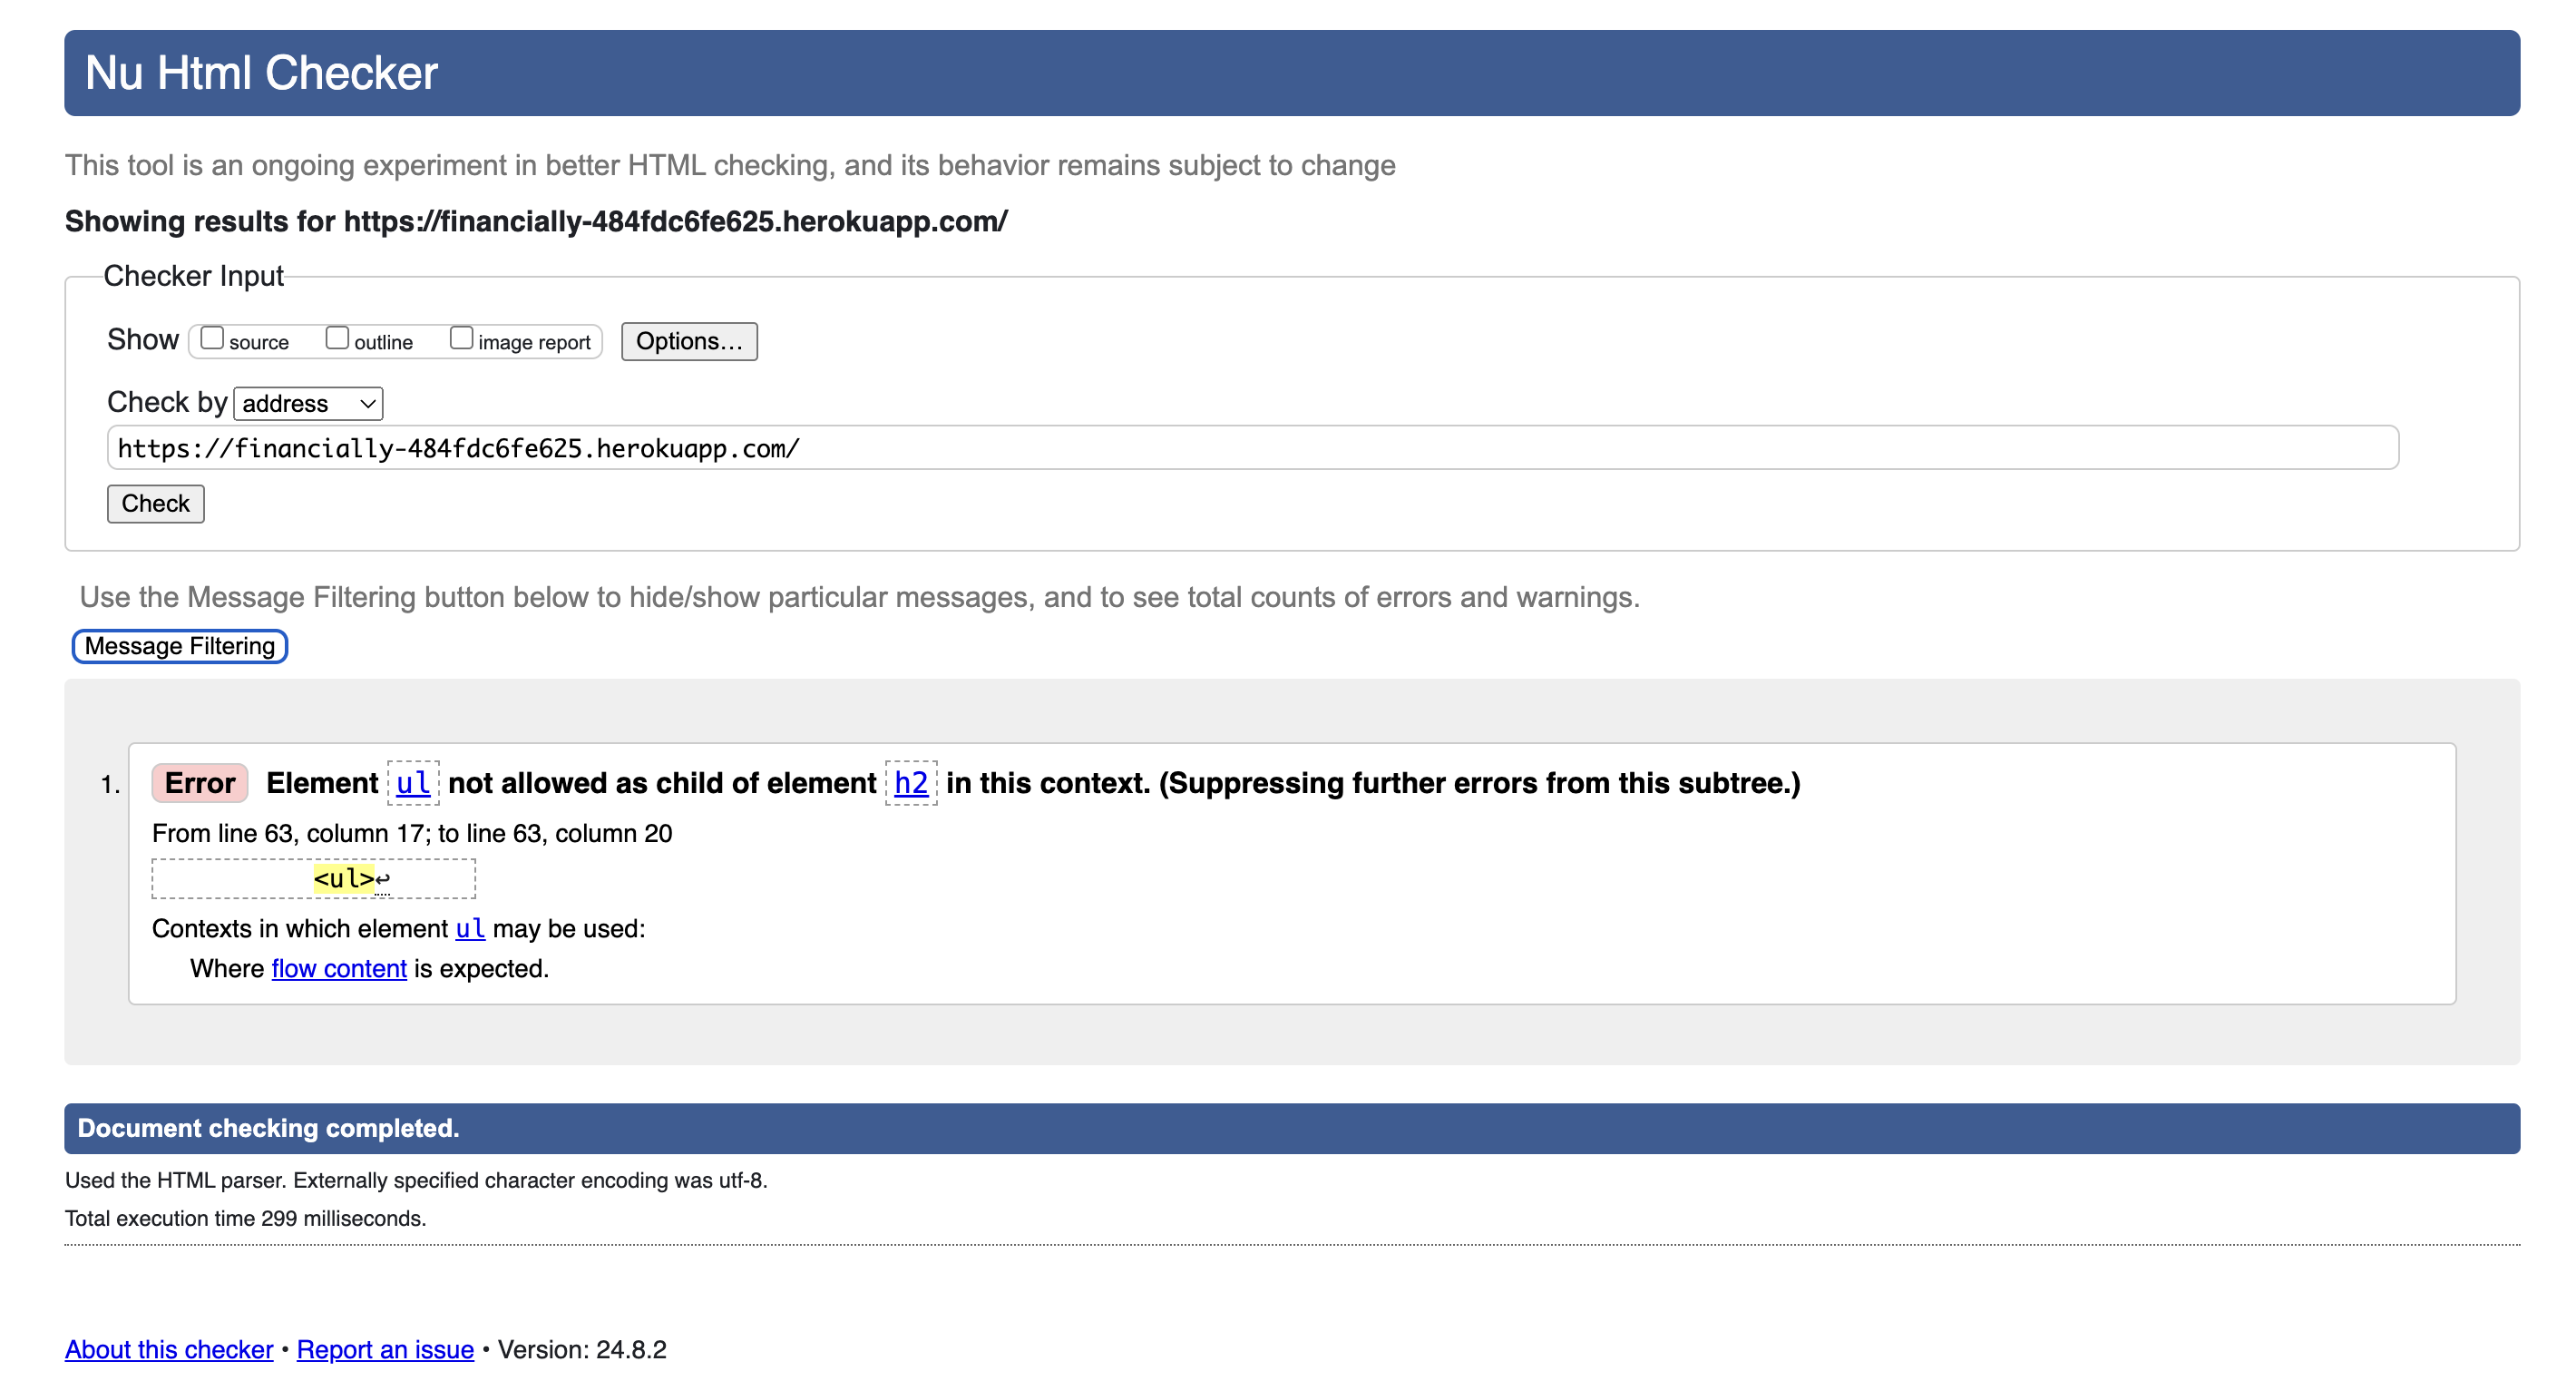 Nu Html Checker
This tool is an ongoing experiment in better HTML checking, and its behavior remains subject to change
Showing results for https://financially-484fdc6fe625.herokuapp.com/
Checker Input
Show source outline image report Options...
Check by address
https://financially-484fdc6fe625.herokuapp.com/
Check
Use the Message Filtering button below to hide/show particular messages, and to see total counts of errors and warnings.
Message Filtering
1. Error Element ul not allowed as child of element h2 in this context. (Suppressing further errors from this subtree.)
From line 63, column 17; to line 63, column 20
<ul>↩
Contexts in which element ul may be used:
Where flow content is expected.
Document checking completed.
Used the HTML parser. Externally specified character encoding was utf-8.
Total execution time 299 milliseconds.
About this checker • Report an issue • Version: 24.8.2